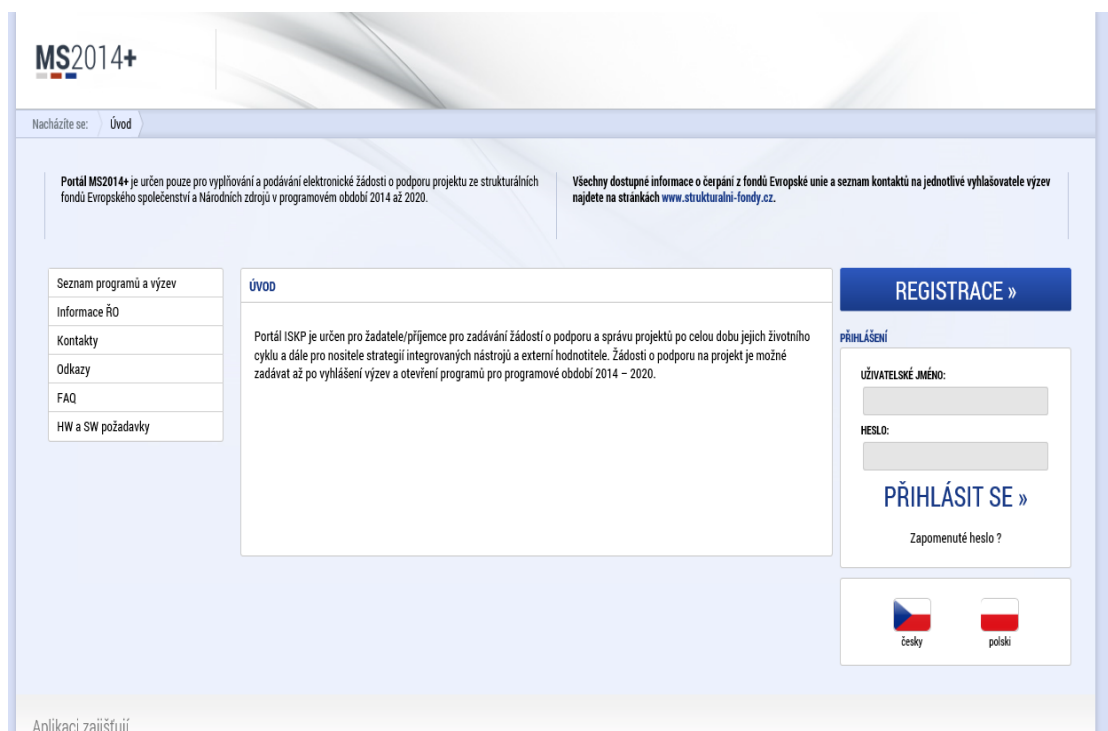 MS2014+
Nacházíte se: Úvod
Portál MS2014+ je určen pouze pro vyplňování a podávání elektronické žádosti o podporu projektu ze strukturálních
fondů Evropského společenství a Národních zdrojů v programovém období 2014 až 2020.
Všechny dostupné informace o čerpání z fondů Evropské unie a seznam kontaktů na jednotlivé vyhlašovatele výzev
najdete na stránkách www.strukturalni-fondy.cz.
Seznam programů a výzev
Informace ŘO
Kontakty
Odkazy
FAQ
HW a SW požadavky
ÚVOD
Portál ISKP je určen pro žadatele/příjemce pro zadávání žádostí o podporu a správu projektů po celou dobu jejich životního
cyklu a dále pro nositele strategií integrovaných nástrojů a externí hodnotitele. Žádosti o podporu na projekt je možné
zadávat až po vyhlášení výzev a otevření programů pro programové období 2014 – 2020.
REGISTRACE »
PŘIHLÁŠENÍ
UŽIVATELSKÉ JMÉNO:
HESLO:
PŘIHLÁSIT SE »
Zapomenuté heslo ?
česky
polski
Aplikaci zajišťují